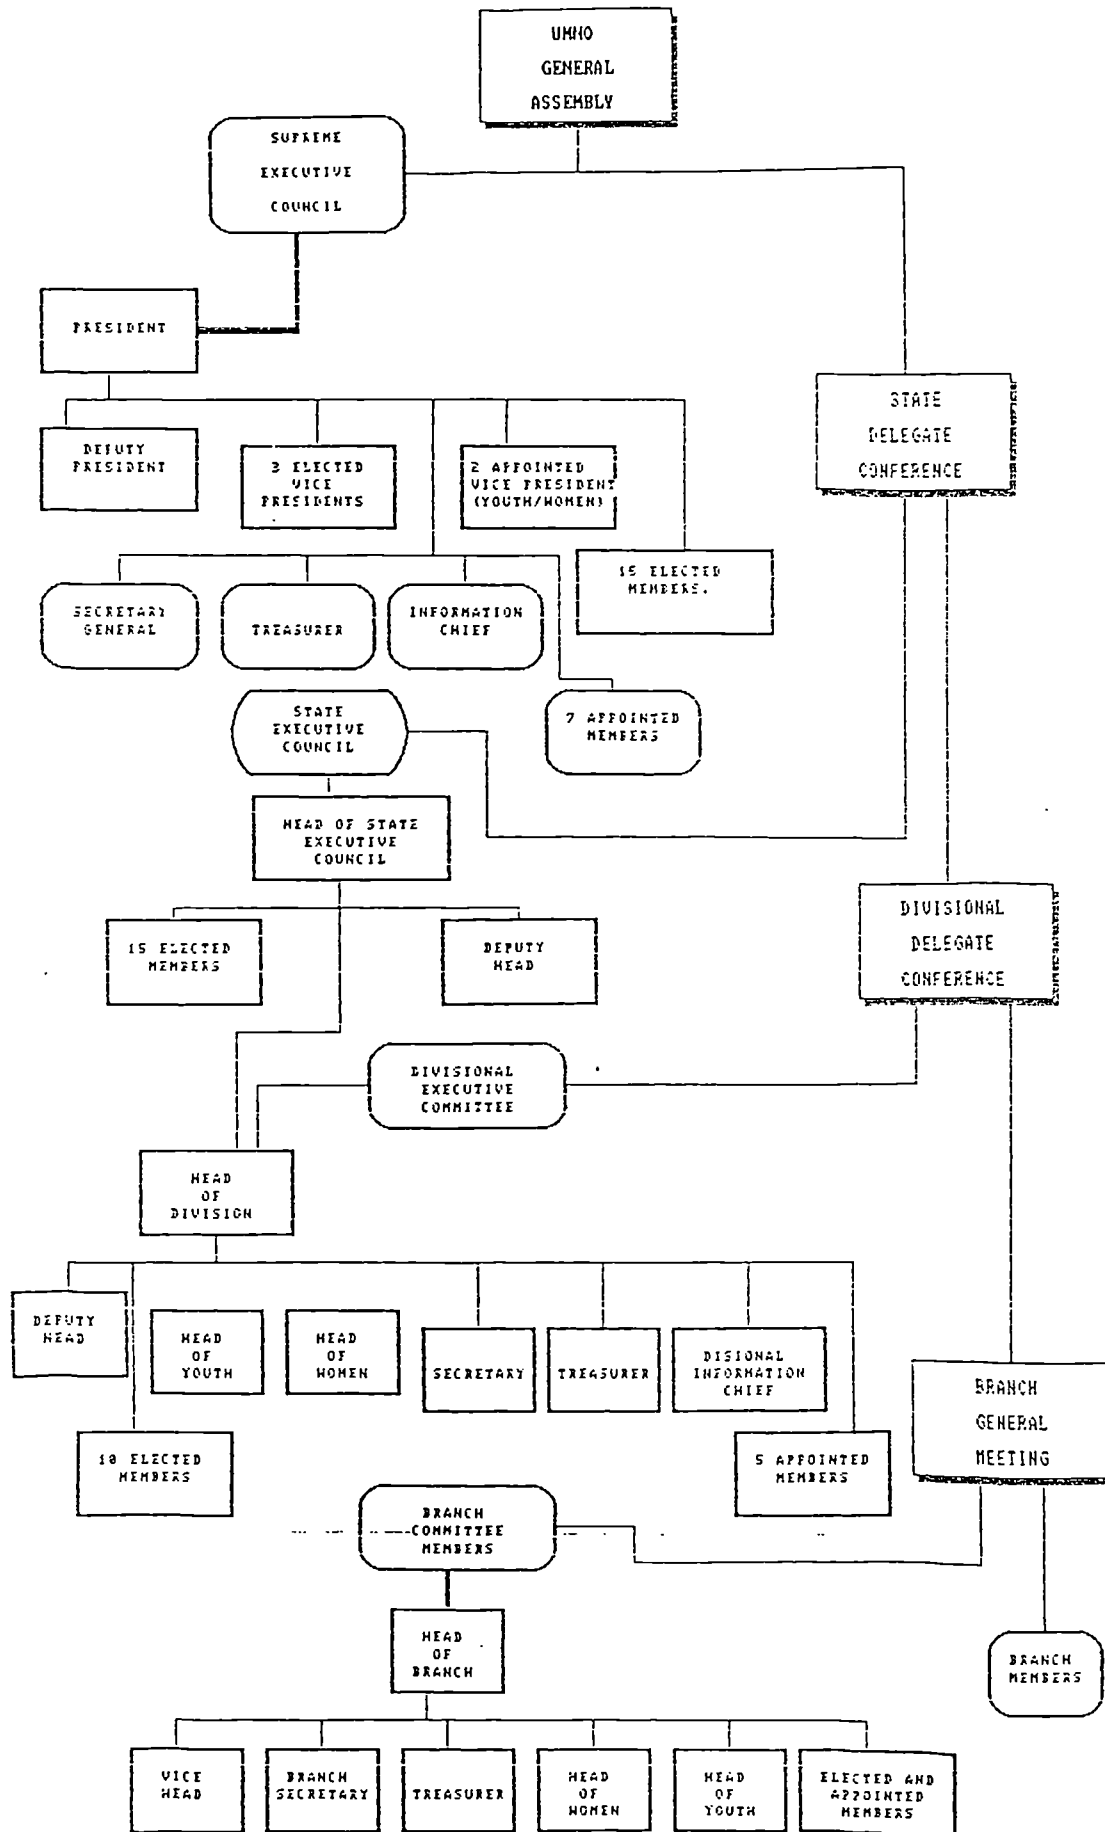 UMNO
GENERAL
ASSEMBLY
SUPREME
EXECUTIVE
COUNCIL
PRESIDENT
STATE
DELEGATE
CONFERENCE
DEPUTY
PRESIDENT
3 ELECTED
VICE
PRESIDENTS
2 APPOINTED
VICE PRESIDENT
(YOUTH/WOMEN)
15 ELECTED
MEMBERS.
SECRETARY
GENERAL
TREASURER
INFORMATION
CHIEF
7 APPOINTED
MEMBERS
STATE
EXECUTIVE
COUNCIL
HEAD OF STATE
EXECUTIVE
COUNCIL
DIVISIONAL
DELEGATE
CONFERENCE
15 ELECTED
MEMBERS
DEPUTY
HEAD
DIVISIONAL
EXECUTIVE
COMMITTEE
HEAD
OF
DIVISION
DEPUTY
HEAD
HEAD
OF
YOUTH
HEAD
OF
WOMEN
SECRETARY
TREASURER
DISIONAL
INFORMATION
CHIEF
BRANCH
GENERAL
MEETING
10 ELECTED
MEMBERS
5 APPOINTED
MEMBERS
BRANCH
COMMITTEE
MEMBERS
HEAD
OF
BRANCH
BRANCH
MEMBERS
VICE
HEAD
BRANCH
SECRETARY
TREASURER
HEAD
OF
WOMEN
HEAD
OF
YOUTH
ELECTED AND
APPOINTED
MEMBERS